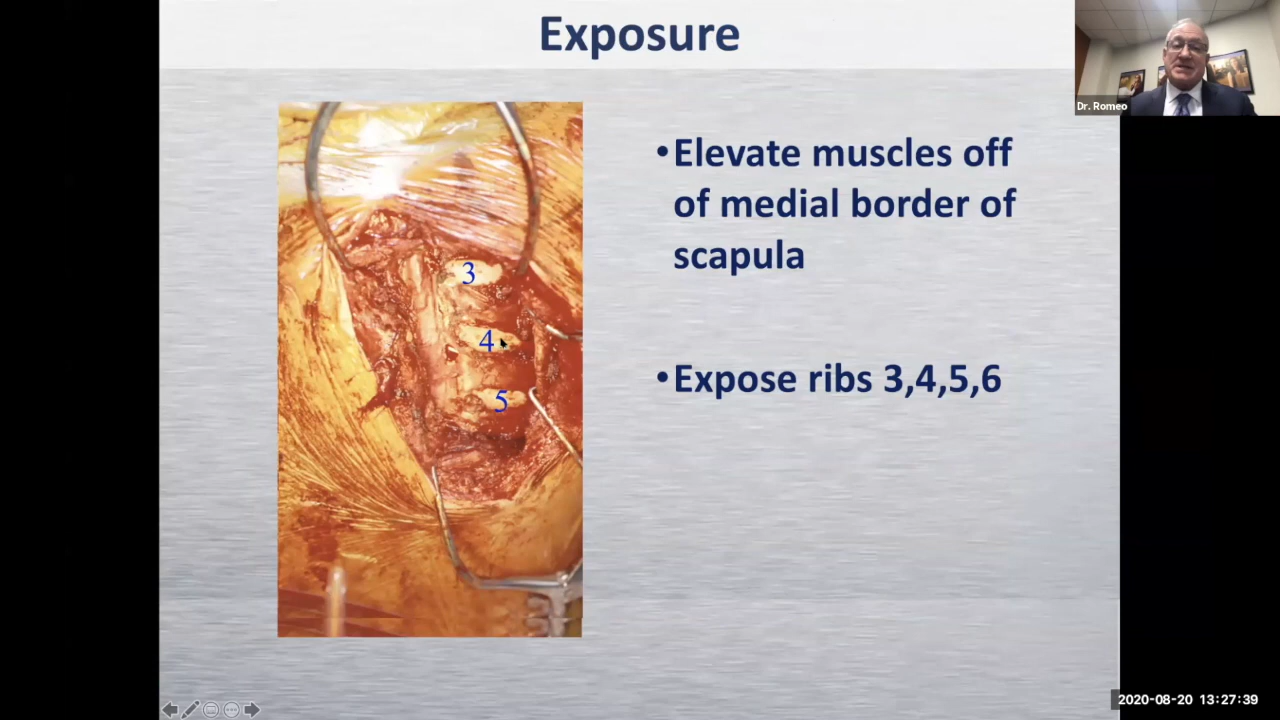 Exposure
Dr. Romeo
•Elevate muscles off
of medial border of
scapula
3
4
5
•Expose ribs 3,4,5,6
2020-08-20 13:27:39